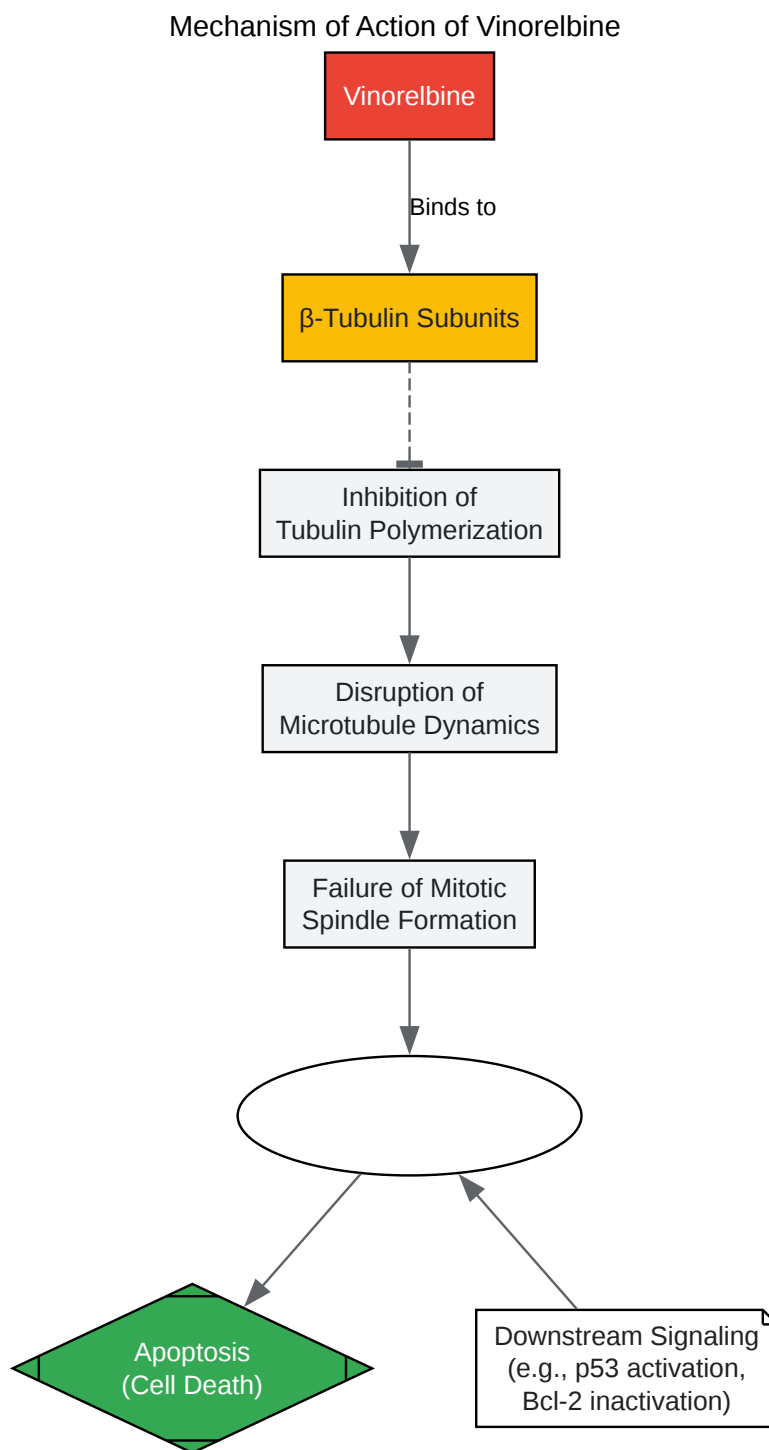 Mechanism of Action of Vinorelbine
Vinorelbine
Binds to
β-Tubulin Subunits
Inhibition of
Tubulin Polymerization
Disruption of
Microtubule Dynamics
Failure of Mitotic
Spindle Formation
Apoptosis
(Cell Death)
Downstream Signaling
(e.g., p53 activation,
Bcl-2 inactivation)